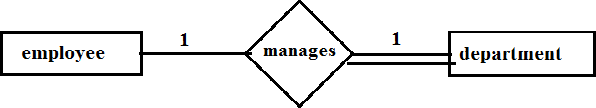 1 1
employee manages department